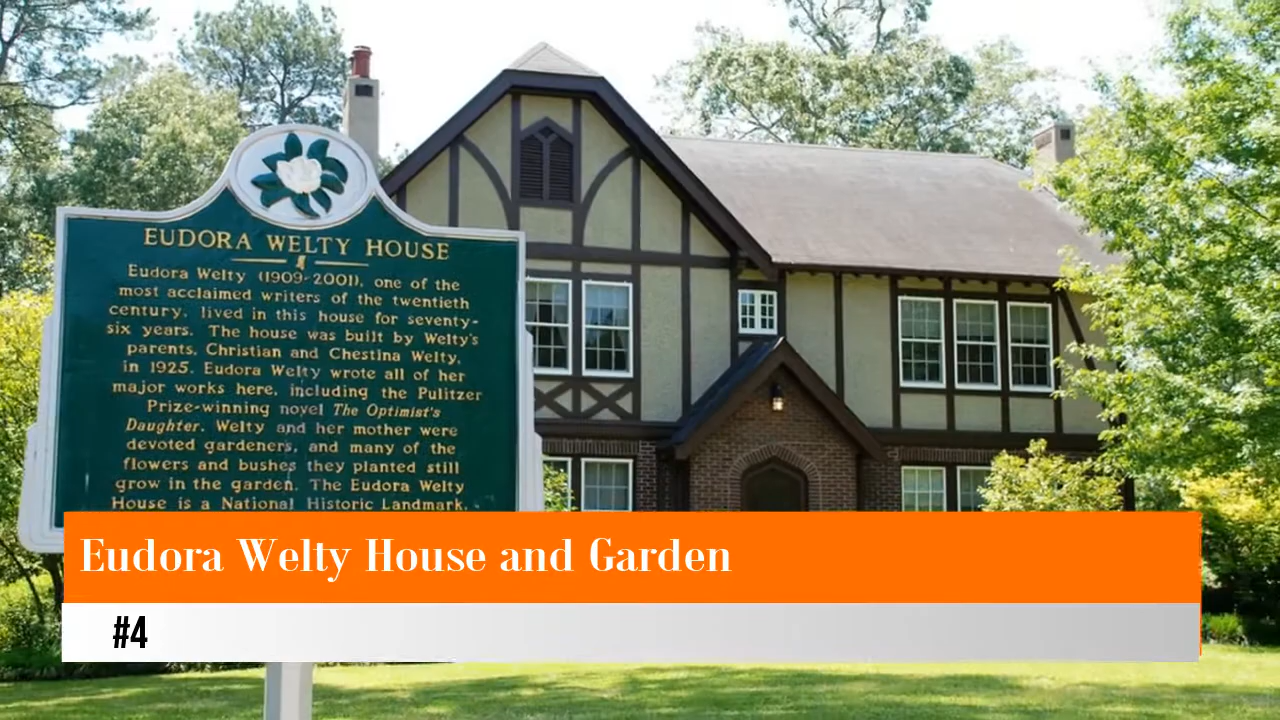 EUDORA WELTY HOUSE
Eudora Welty (1909-2001), one of the
most acclaimed writers of the twentieth
century, lived in this house for seventy-
six years. The house was built by Welty's
parents, Christian and Chestina Welty,
in 1925. Eudora Welty wrote all of her
major works here, including the Pulitzer
Prize-winning novel The Optimist's
Daughter. Welty and her mother were
devoted gardeners, and many of the
flowers and bushes they planted still
grow in the garden. The Eudora Welty
House is a National Historic Landmark.
Eudora Welty House and Garden
#4